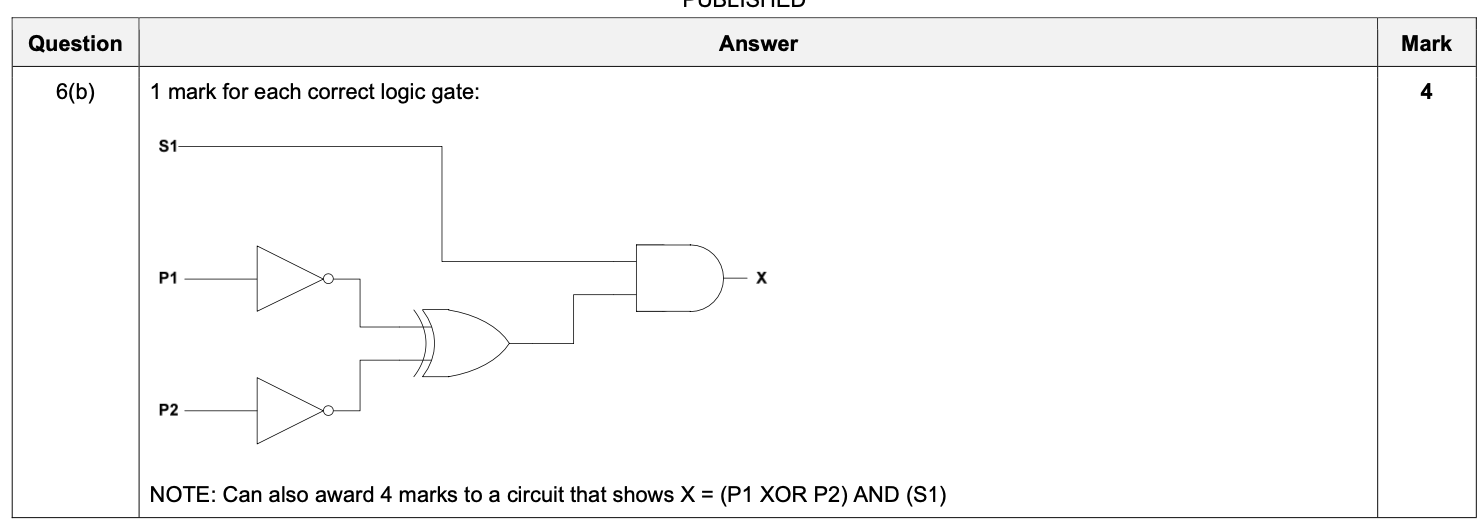 PUBLISHED
Question Answer Mark
6(b) 1 mark for each correct logic gate: 4
S1
P1 X
P2
NOTE: Can also award 4 marks to a circuit that shows X = (P1 XOR P2) AND (S1)